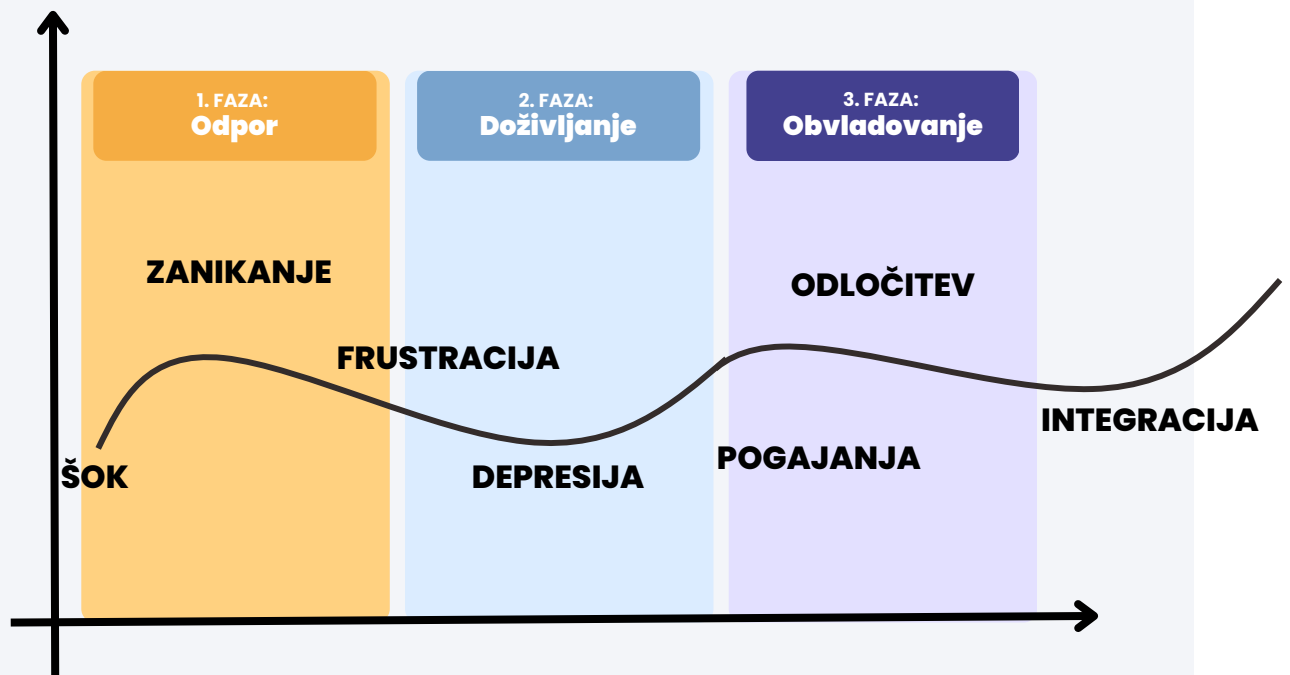 1. FAZA:
Odpor
2. FAZA:
Doživljanje
3. FAZA:
Obvladovanje
ZANIKANJE
ODLOČITEV
FRUSTRACIJA
INTEGRACIJA
POGAJANJA
ŠOK
DEPRESIJA